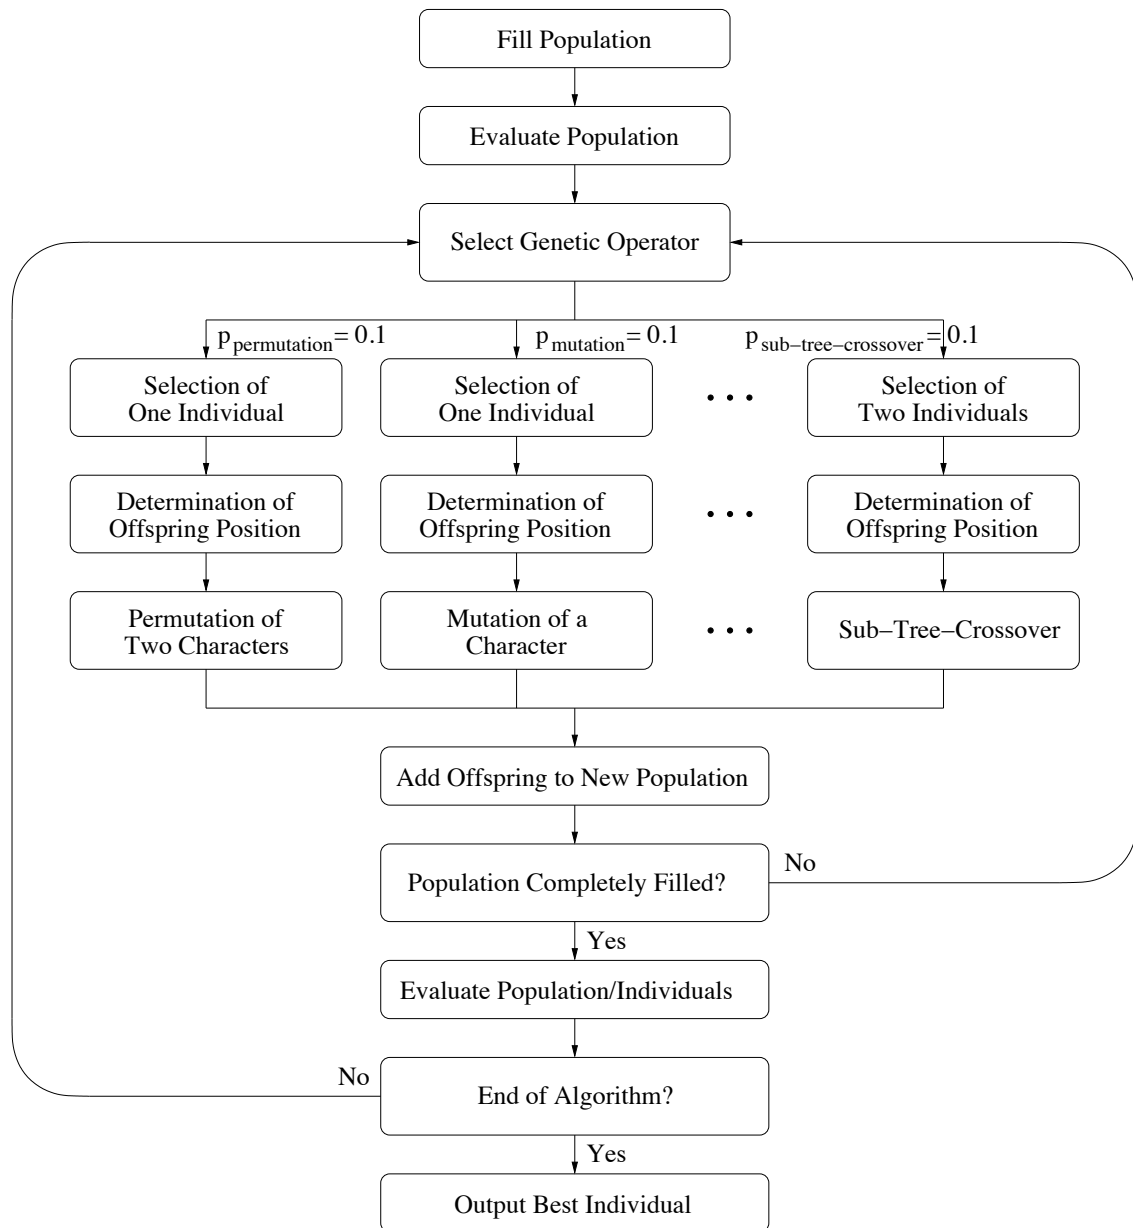 Fill Population
Evaluate Population
Select Genetic Operator
p permutation = 0.1
p mutation = 0.1
p sub−tree−crossover = 0.1
Selection of
One Individual
Selection of
One Individual
• • •
Selection of
Two Individuals
Determination of
Offspring Position
Determination of
Offspring Position
• • •
Determination of
Offspring Position
Permutation of
Two Characters
Mutation of a
Character
• • •
Sub−Tree−Crossover
Add Offspring to New Population
Population Completely Filled?
No
Yes
Evaluate Population/Individuals
No
End of Algorithm?
Yes
Output Best Individual